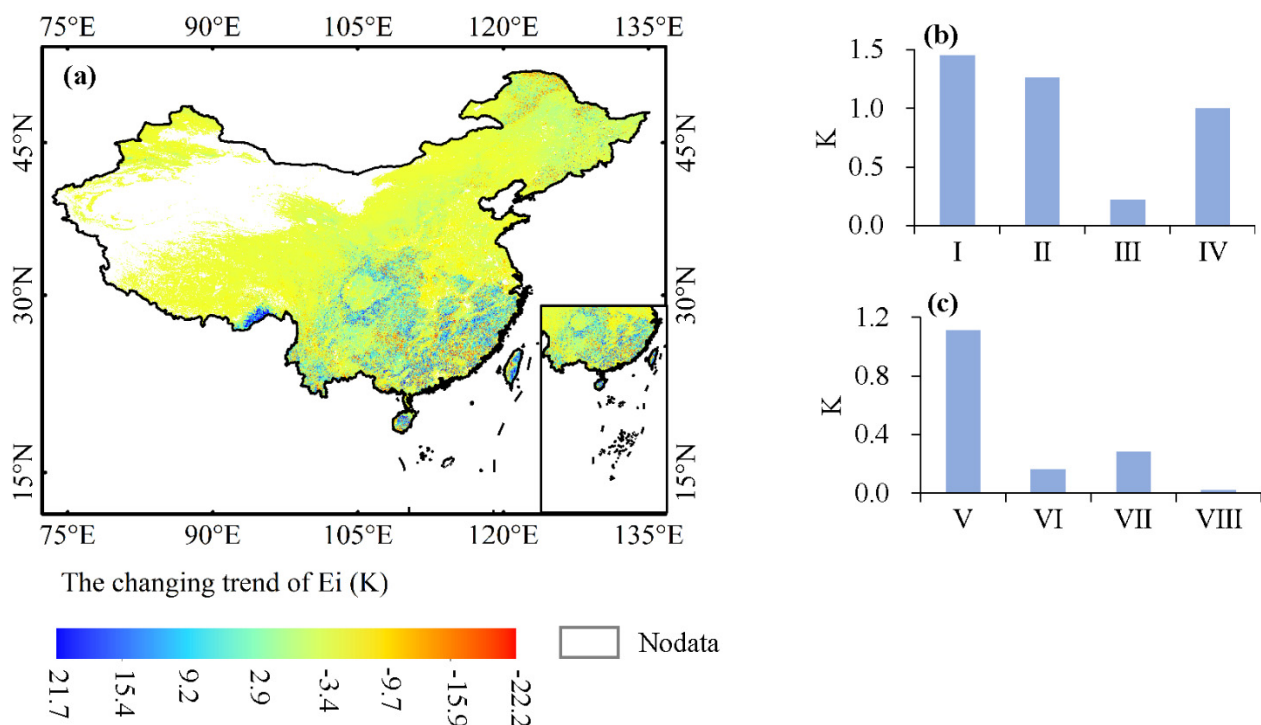 75°E 90°E 105°E 120°E 135°E
(a)
45°N 30°N 15°N
45°N 30°N 15°N
75°E 90°E 105°E 120°E 135°E
The changing trend of Ei (K)
21.7 15.4 9.2 2.9 -3.4 -9.7 -15.9 -22.2
Nodata
(b)
K
1.5
1.0
0.5
0.0
I II III IV
(c)
K
1.2
0.8
0.4
0.0
V VI VII VIII